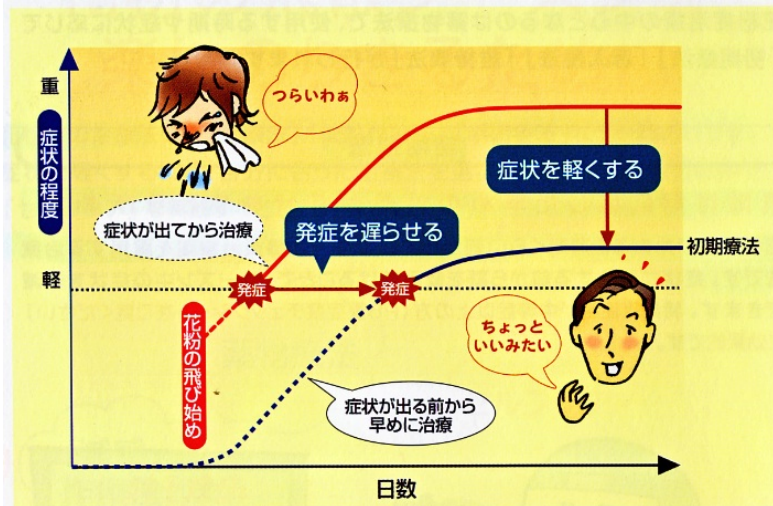 重
症状の程度
軽
つらいわぁ
症状を軽くする
症状が出てから治療
発症を遅らせる
初期療法
発症
発症
花粉の飛び始め
ちょっと
いいみたい
症状が出る前から
早めに治療
日数